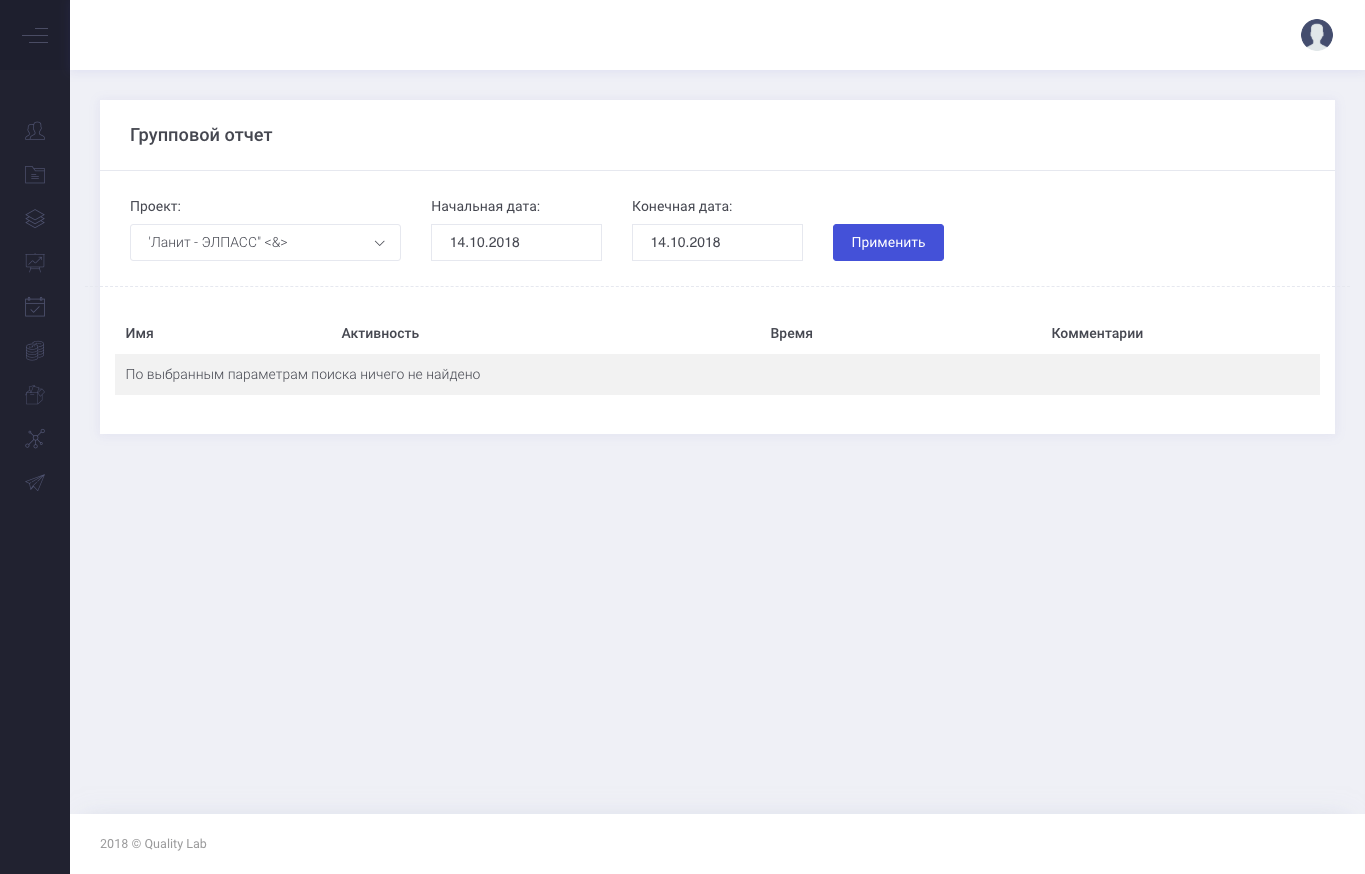 Групповой отчет
Проект:
Начальная дата:
Конечная дата:
'Ланит - ЭЛПАСС" <&>
14.10.2018
14.10.2018
Применить
Имя
Активность
Время
Комментарии
По выбранным параметрам поиска ничего не найдено
2018 © Quality Lab